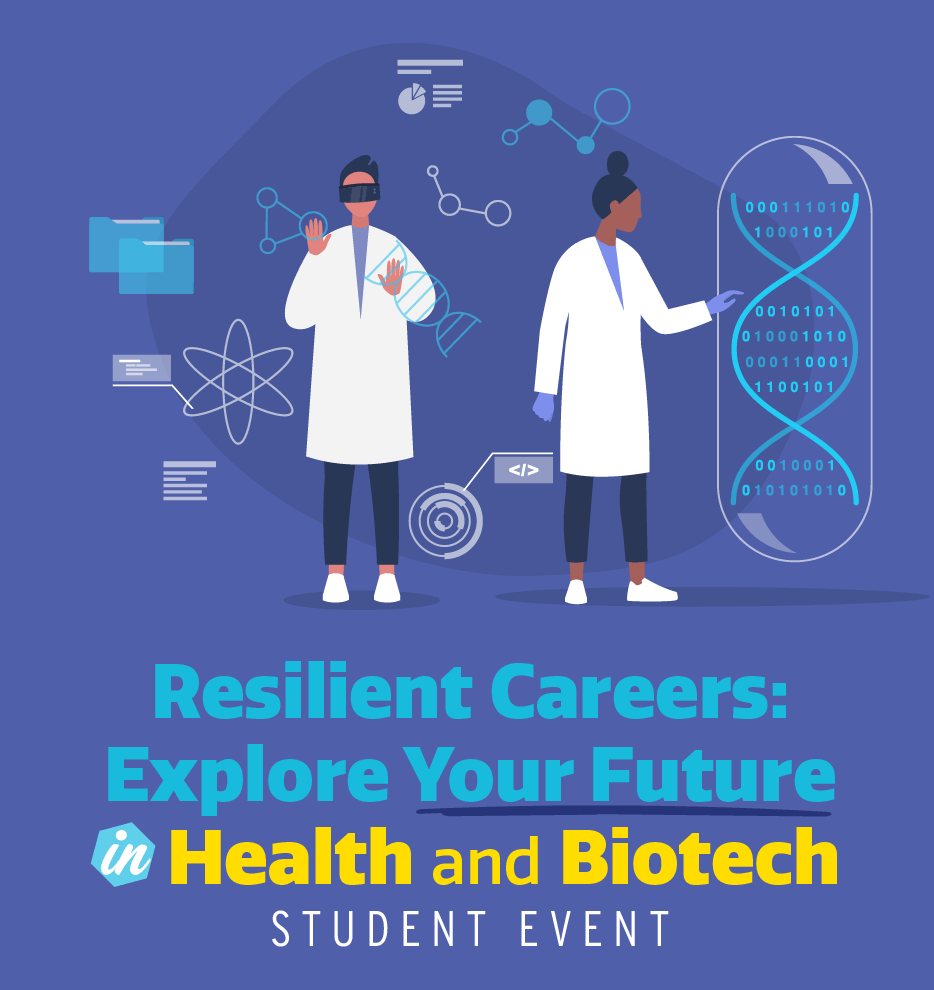 000111010
1000101
0010101
010001010
000110001
1100101
</>
0010001
010101010
Resilient Careers:
Explore Your Future
in Health and Biotech
STUDENT EVENT